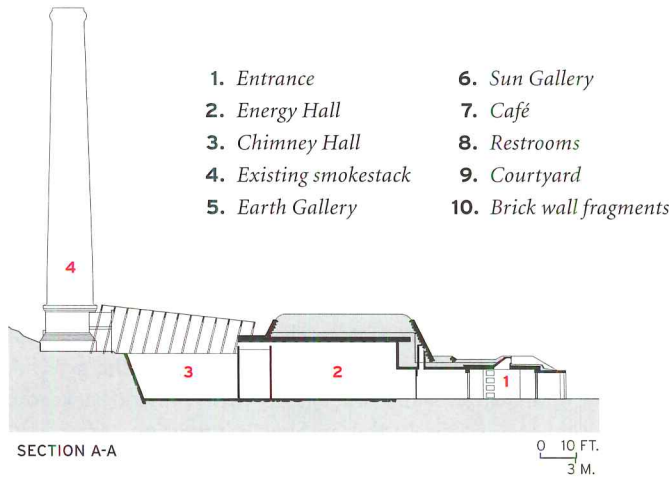 1. Entrance
2. Energy Hall
3. Chimney Hall
4. Existing smokestack
5. Earth Gallery
6. Sun Gallery
7. Café
8. Restrooms
9. Courtyard
10. Brick wall fragments
4
3
2
1
SECTION A-A
0 10 FT.
3 M.